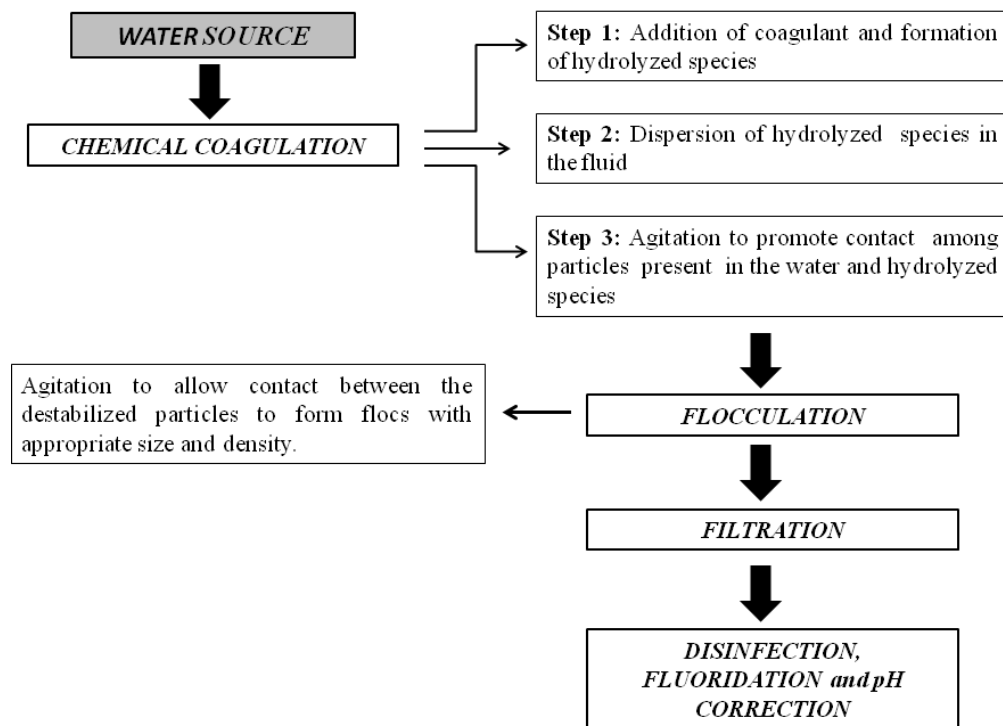 WATER SOURCE
CHEMICAL COAGULATION
Step 1: Addition of coagulant and formation
of hydrolyzed species
Step 2: Dispersion of hydrolyzed species in
the fluid
Step 3: Agitation to promote contact among
particles present in the water and hydrolyzed
species
Agitation to allow contact between the
destabilized particles to form flocs with
appropriate size and density.
FLOCCULATION
FILTRATION
DISINFECTION,
FLUORIDATION and pH
CORRECTION